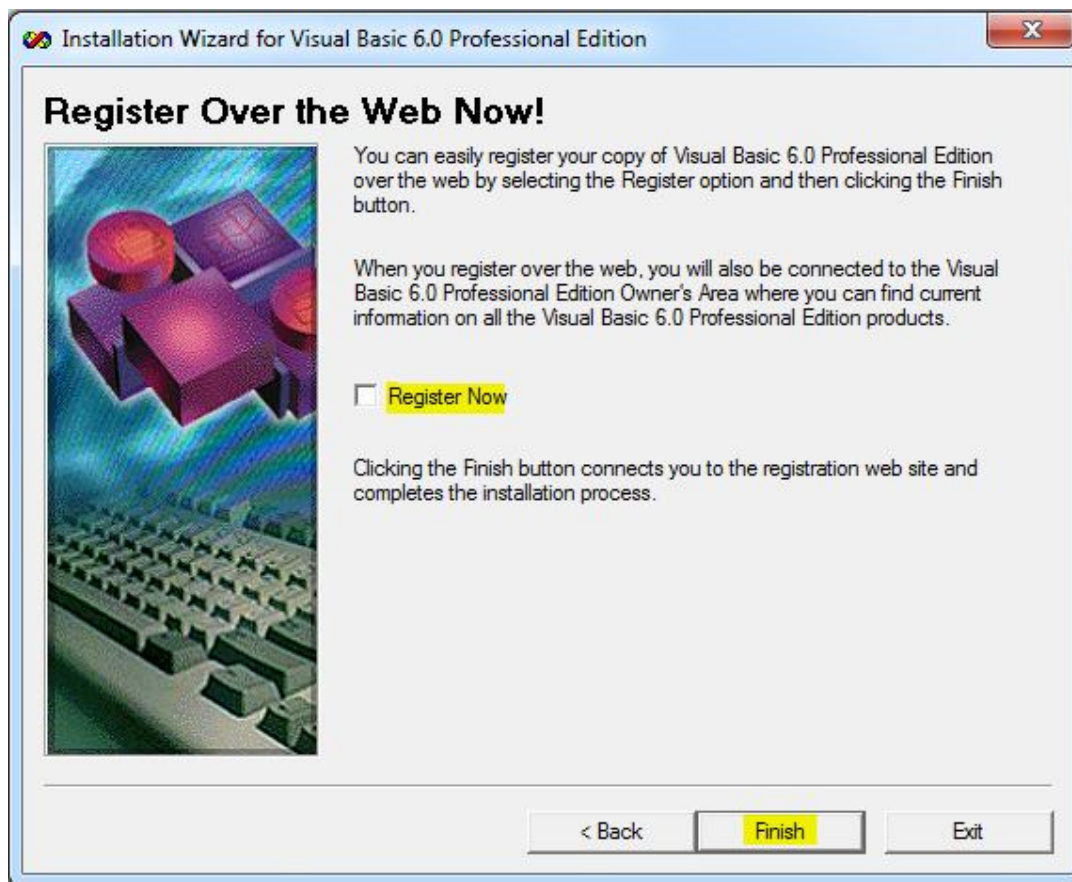 Installation Wizard for Visual Basic 6.0 Professional Edition
Register Over the Web Now!
You can easily register your copy of Visual Basic 6.0 Professional Edition
over the web by selecting the Register option and then clicking the Finish
button.
When you register over the web, you will also be connected to the Visual
Basic 6.0 Professional Edition Owner's Area where you can find current
information on all the Visual Basic 6.0 Professional Edition products.
Register Now
Clicking the Finish button connects you to the registration web site and
completes the installation process.
< Back
Finish
Exit